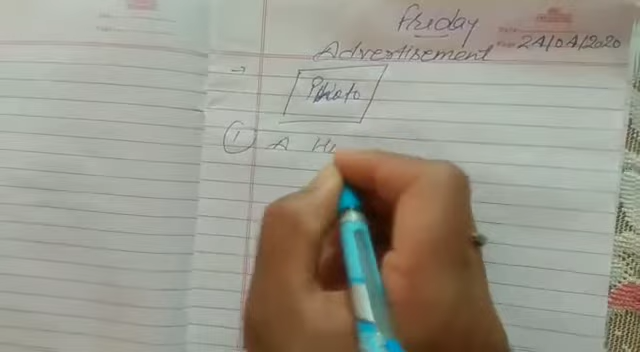 Friday
24/04/2020
Advertisement
→
Photo
① A H